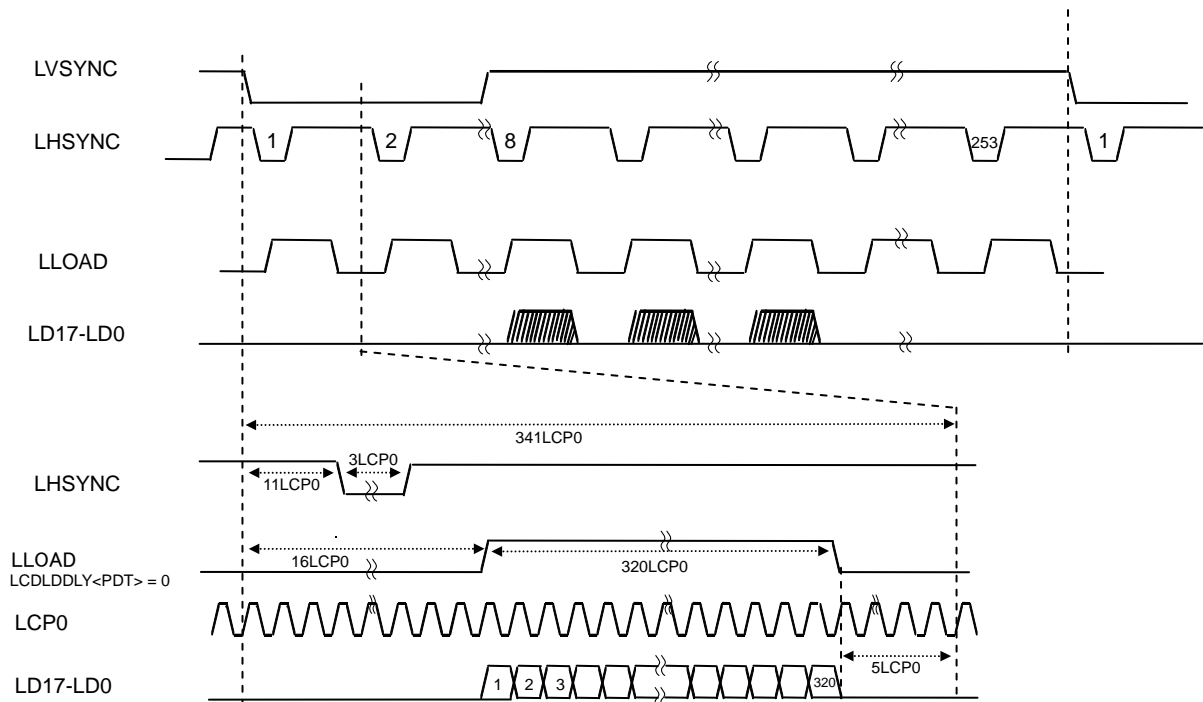 LVSYNC
LHSYNC
1
2
8
253
1
LLOAD
LD17-LD0
341LCP0
3LCP0
11LCP0
LHSYNC
16LCP0
320LCP0
LLOAD
LCDLDDLY<PDT> = 0
LCP0
5LCP0
LD17-LD0
1
2
3
320